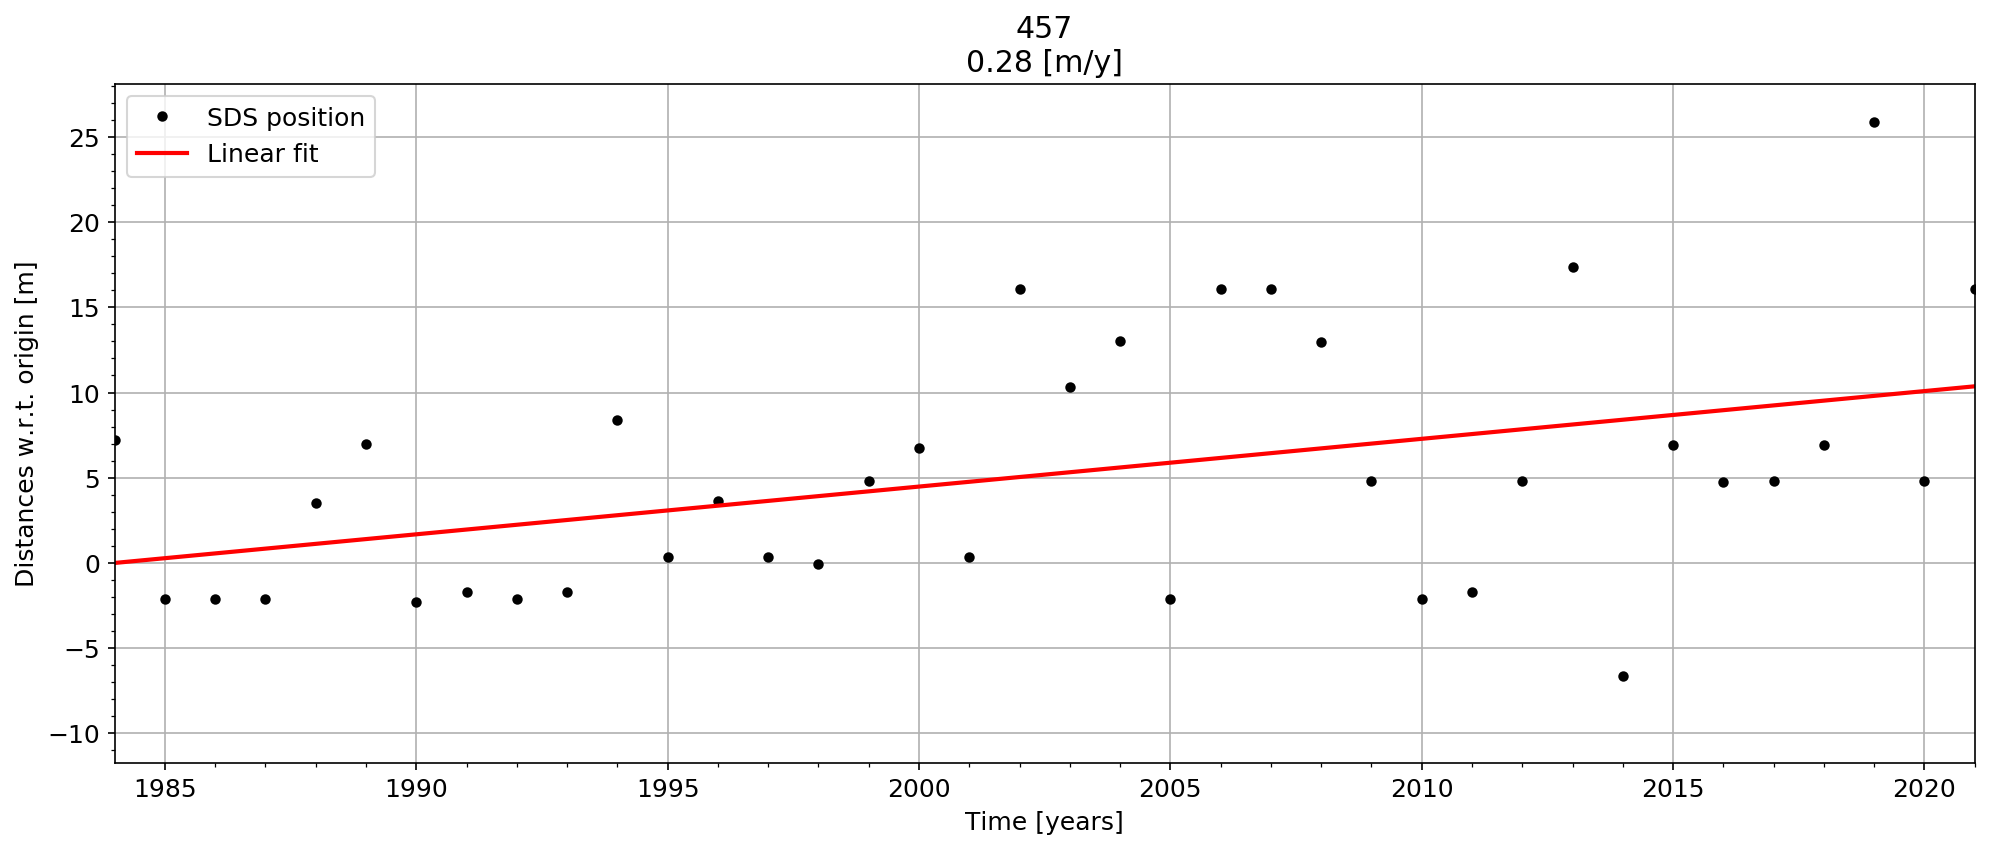 457
0.28 [m/y]
SDS position
Linear fit
Distances w.r.t. origin [m]
25
20
15
10
5
0
−5
−10
1985 1990 1995 2000 2005 2010 2015 2020
Time [years]